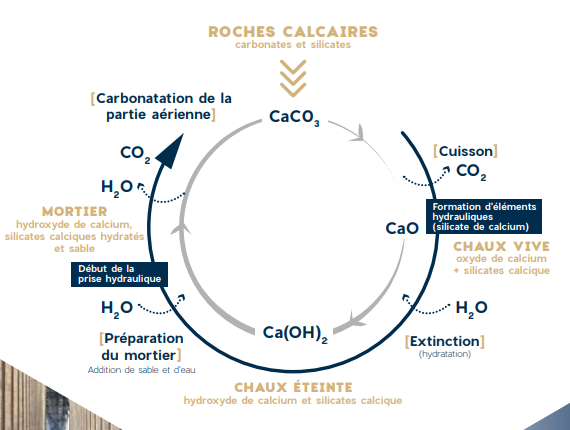 ROCHES CALCAIRES
carbonates et silicates
[Carbonatation de la
partie aérienne]
CaCO3
CO2
[Cuisson]
CO2
H2O
MORTIER
hydroxyde de calcium,
silicates calciques hydratés
et sable
Formation d'éléments
hydrauliques
(silicate de calcium)
CaO
CHAUX VIVE
oxyde de calcium
+ silicates calcique
Début de la
prise hydraulique
H2O
H2O
Ca(OH)2
[Préparation
du mortier]
Addition de sable et d'eau
[Extinction]
(hydratation)
CHAUX ÉTEINTE
hydroxyde de calcium et silicates calcique